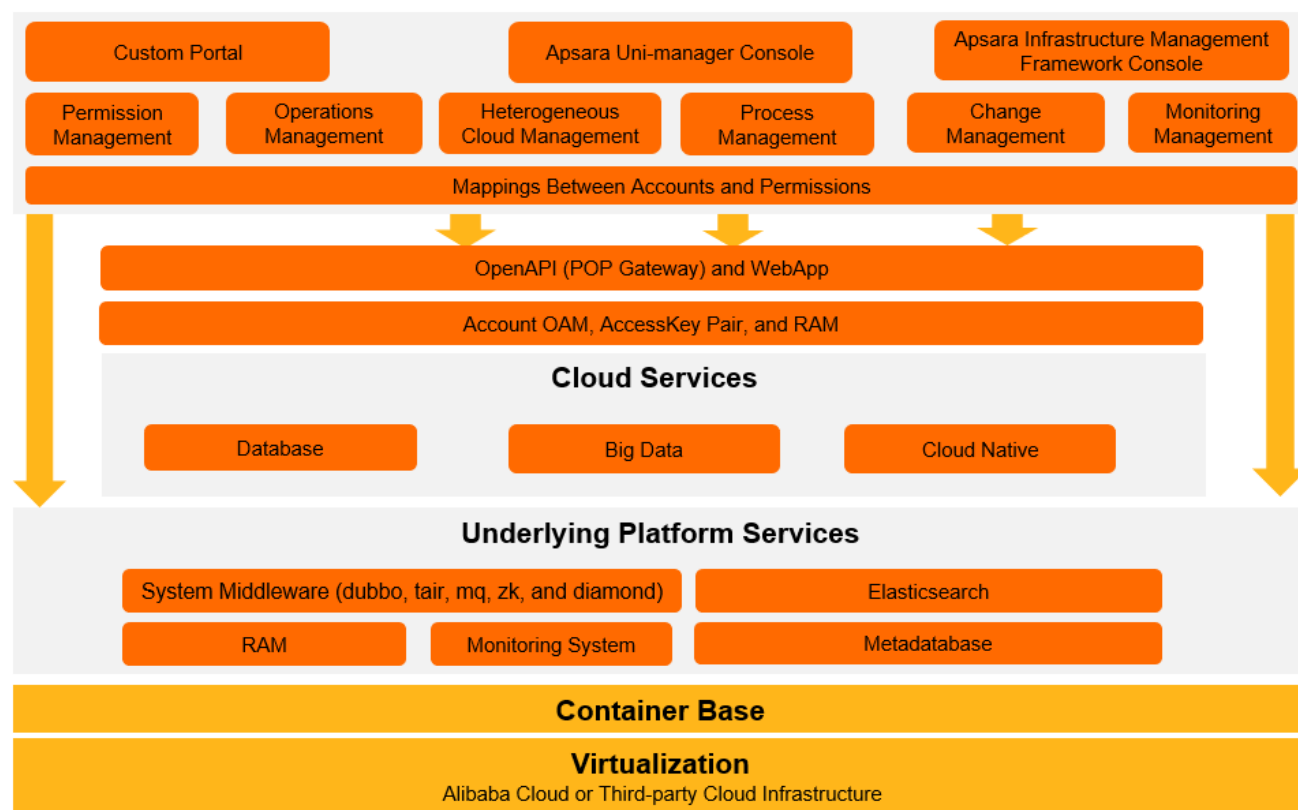 Custom Portal
Apsara Uni-manager Console
Apsara Infrastructure Management
Framework Console
Permission
Management
Operations
Management
Heterogeneous
Cloud Management
Process
Management
Change
Management
Monitoring
Management
Mappings Between Accounts and Permissions
OpenAPI (POP Gateway) and WebApp
Account OAM, AccessKey Pair, and RAM
Cloud Services
Database
Big Data
Cloud Native
Underlying Platform Services
System Middleware (dubbo, tair, mq, zk, and diamond)
Elasticsearch
RAM
Monitoring System
Metadatabase
Container Base
Virtualization
Alibaba Cloud or Third-party Cloud Infrastructure